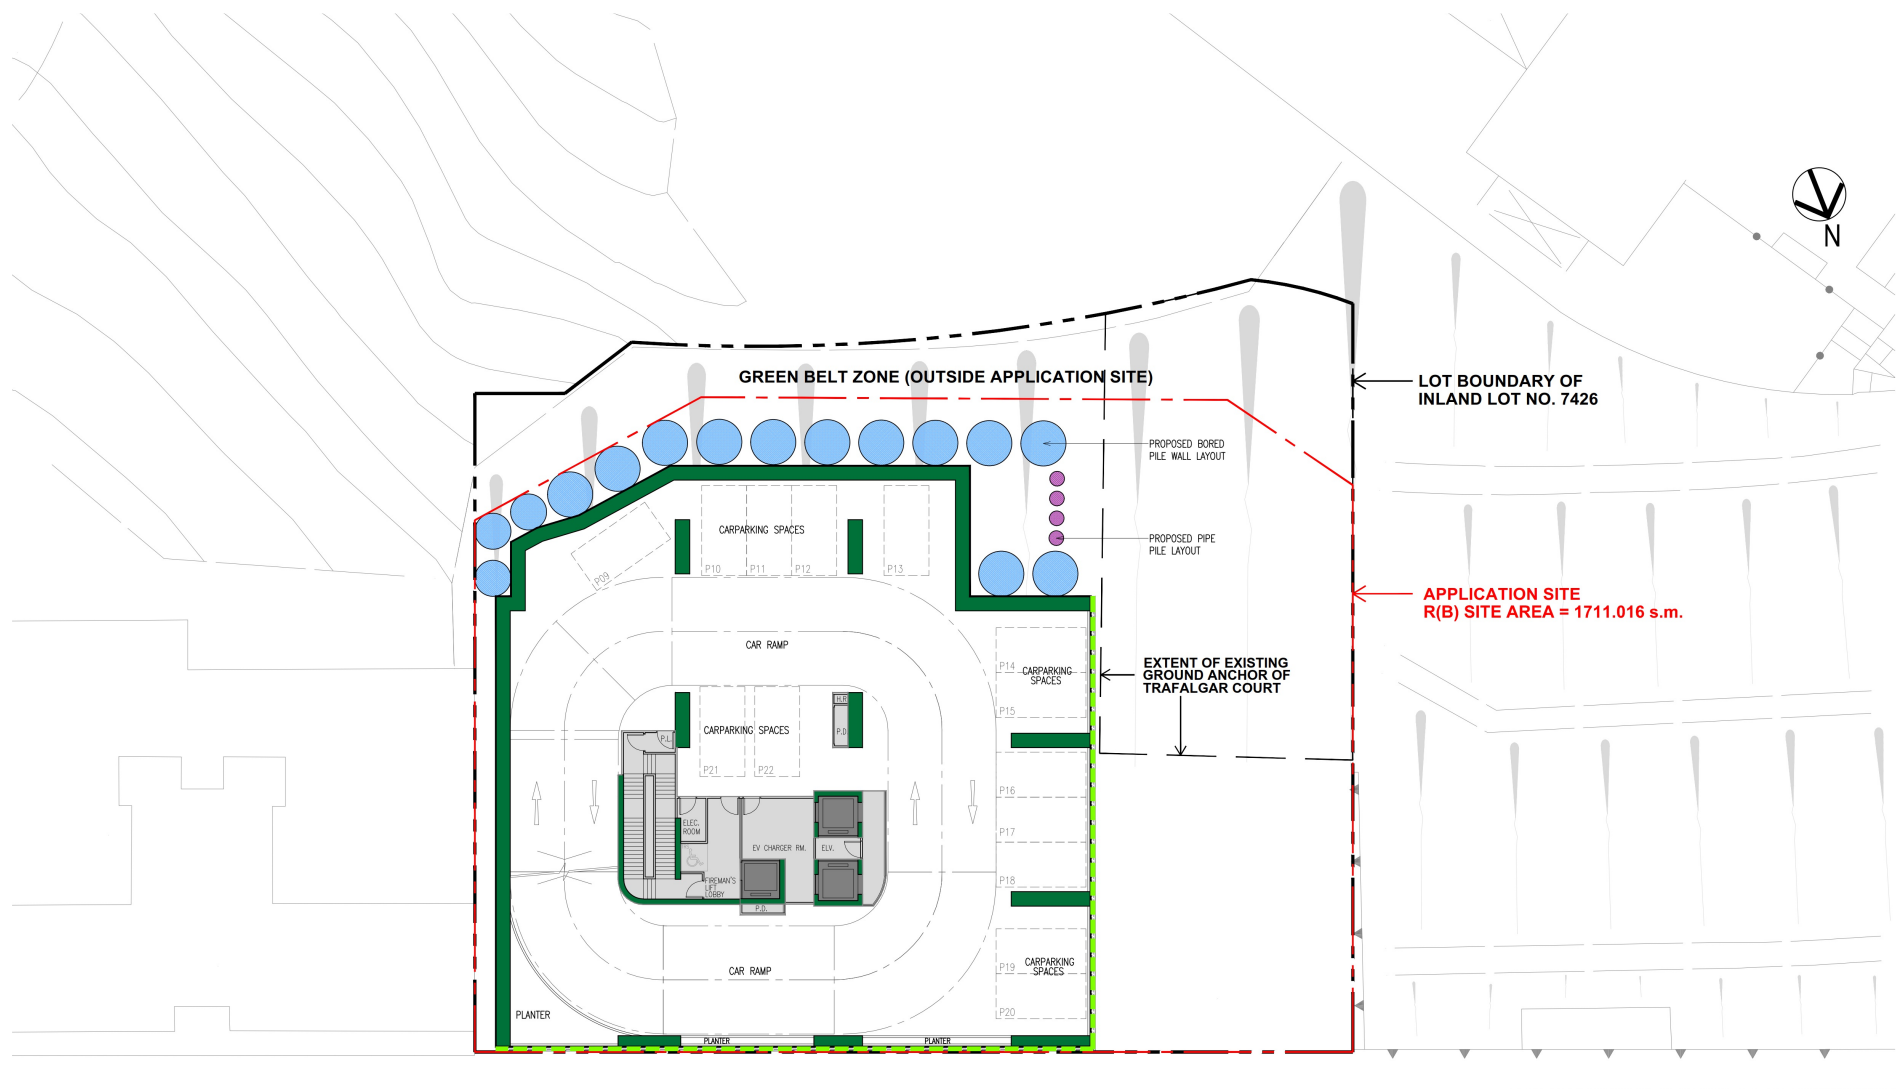 N
GREEN BELT ZONE (OUTSIDE APPLICATION SITE)
LOT BOUNDARY OF
INLAND LOT NO. 7426
PROPOSED BORED
PILE WALL LAYOUT
CARPARKING SPACES
PROPOSED PIPE
PILE LAYOUT
P09
P10
P11
P12
P13
APPLICATION SITE
R(B) SITE AREA = 1711.016 s.m.
CAR RAMP
P14
CARPARKING
SPACES
P15
EXTENT OF EXISTING
GROUND ANCHOR OF
TRAFALGAR COURT
H.R
P.D.
P.L.
CARPARKING SPACES
P21
P22
P16
P17
P18
ELEC.
ROOM
EV CHARGER RM.
ELV.
FIREMAN'S
LIFT
LOBBY
P.D.
CAR RAMP
P19
CARPARKING
SPACES
P20
PLANTER
PLANTER
PLANTER